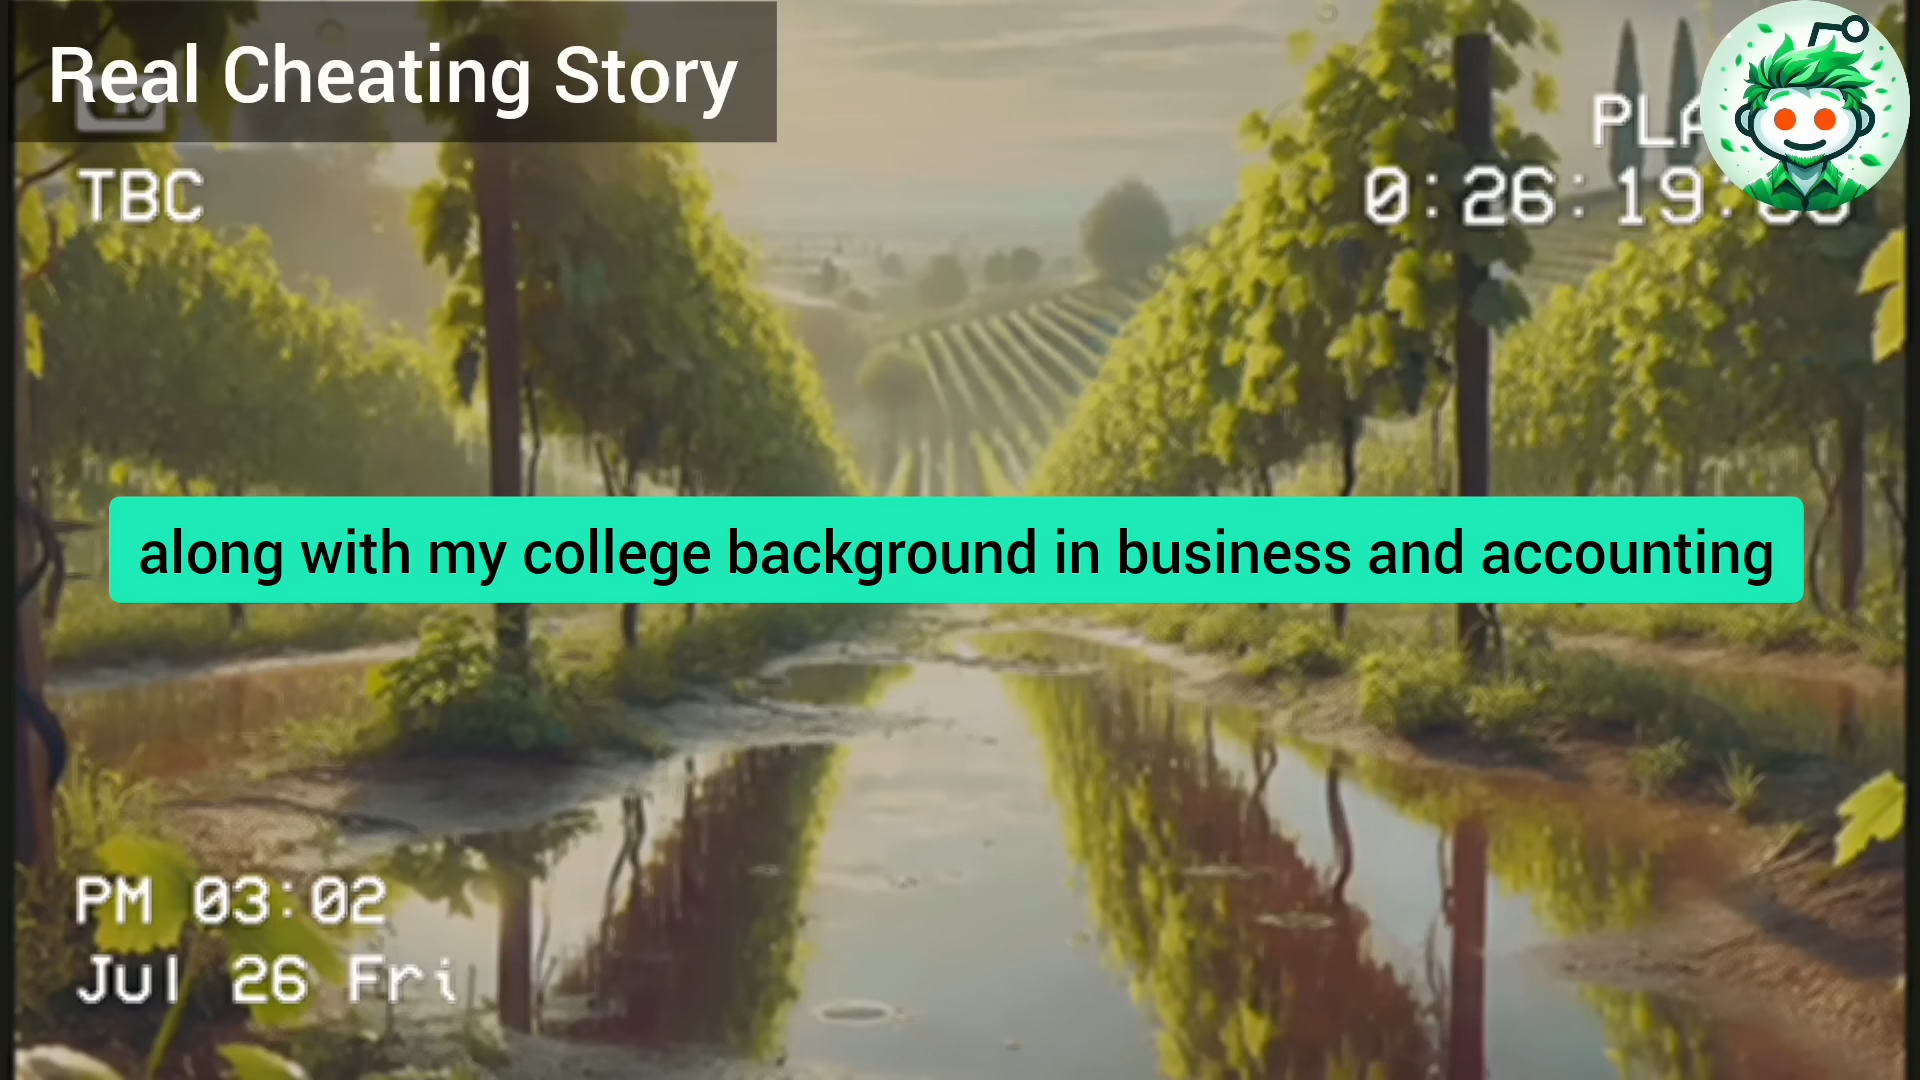 Real Cheating Story
TBC
0:26:19:
along with my college background in business and accounting
PM 03:02
Jul 26 Fri